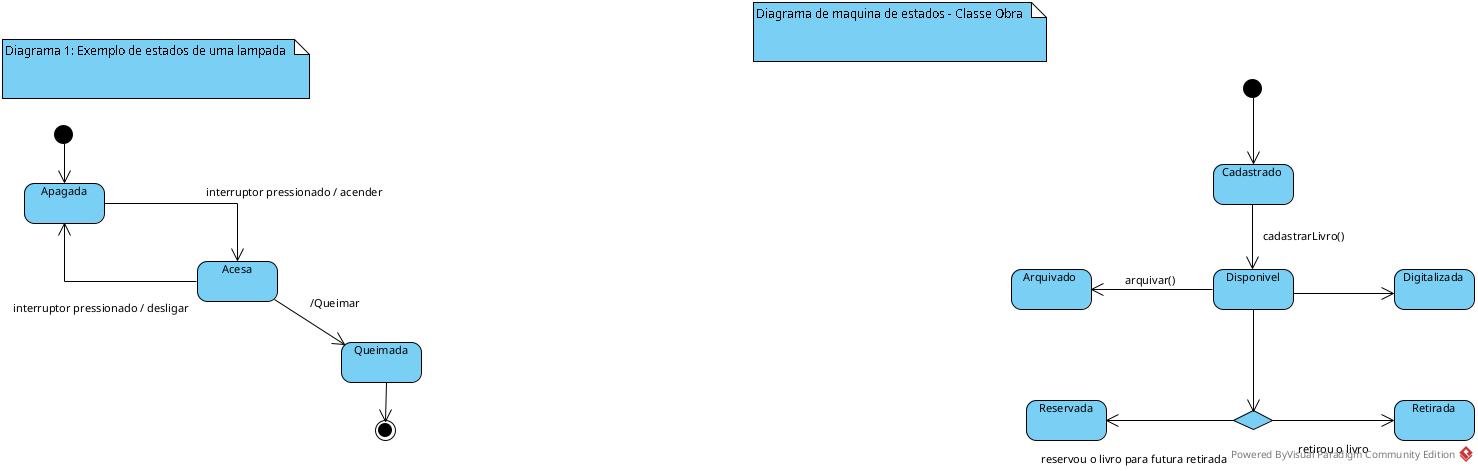 Diagrama de maquina de estados - Classe Obra
Diagrama 1: Exemplo de estados de uma lampada
Apagada
interruptor pressionado / acender
Acesa
interruptor pressionado / desligar
/Queimar
Queimada
Cadastrado
cadastrarLivro()
Arquivado
arquivar()
Disponivel
Digitalizada
Reservada
Retirada
retirou o livro
reservou o livro para futura retirada
Powered By Visual Paradigm Community Edition